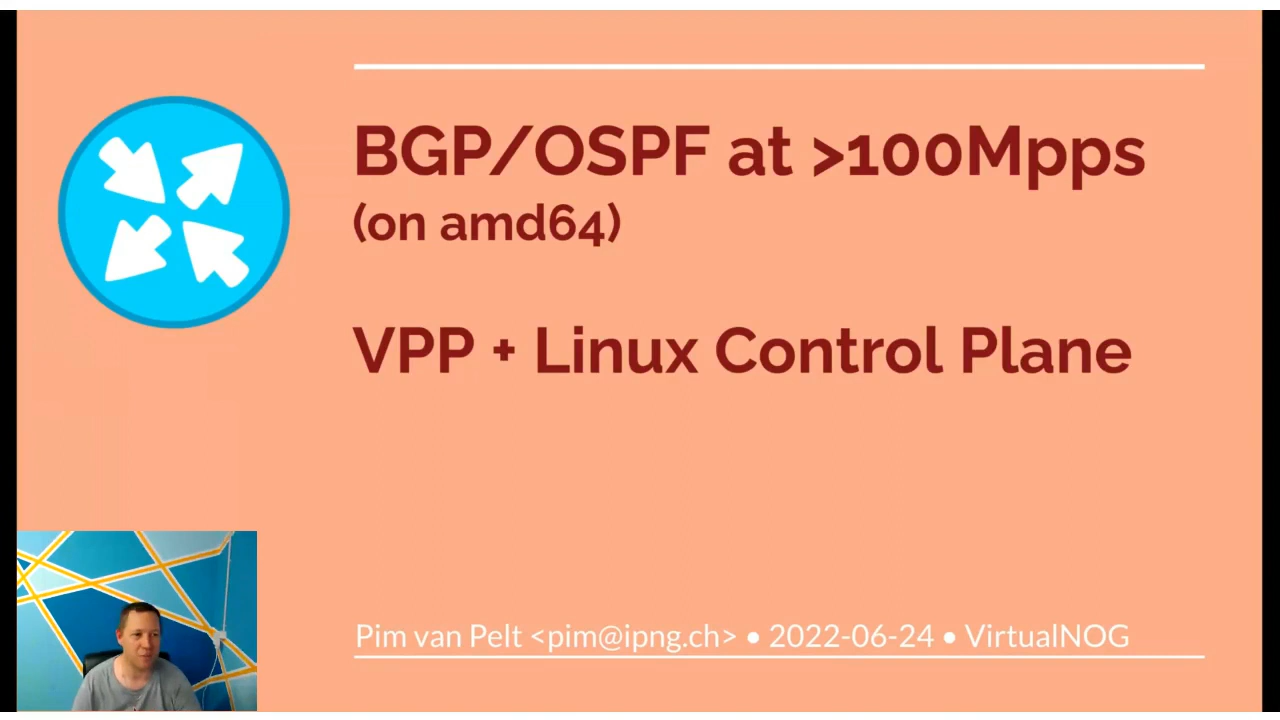 BGP/OSPF at >100Mpps
(on amd64)
VPP + Linux Control Plane
Pim van Pelt <pim@ipng.ch> ● 2022-06-24 ● VirtualNOG